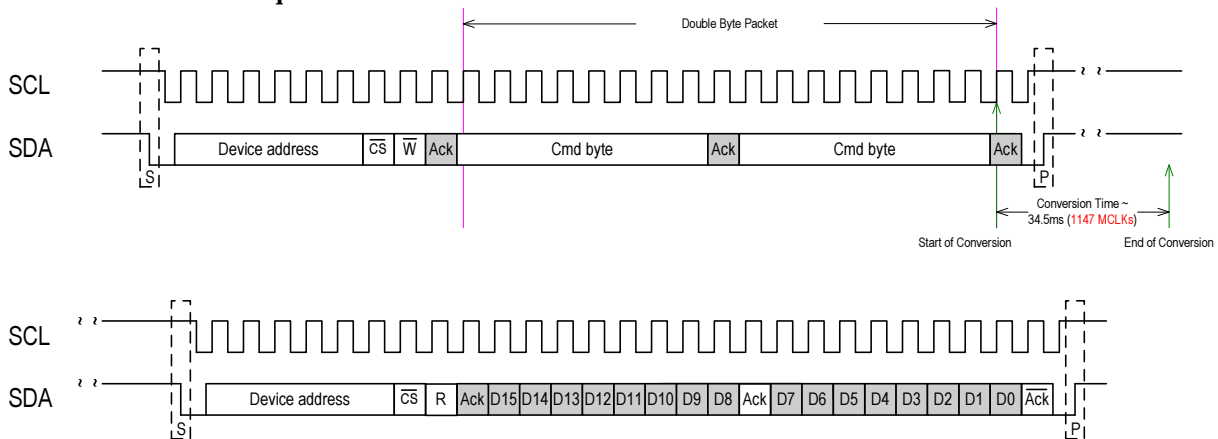 Double Byte Packet
SCL
SDA
Device address CS W Ack Cmd byte Ack Cmd byte Ack
S P
Conversion Time ~
34.5ms (1147 MCLKs)
Start of Conversion End of Conversion
~ ~
SCL
SDA
~ ~
Device address CS R Ack D15 D14 D13 D12 D11 D10 D9 D8 Ack D7 D6 D5 D4 D3 D2 D1 D0 Ack
S P